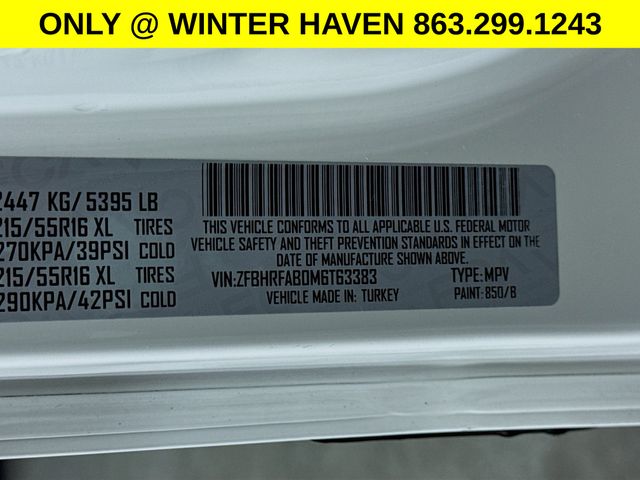 ONLY @ WINTER HAVEN 863.299.1243
2447 KG/ 5395 LB
215/55R16 XL TIRES
270KPA/39PSI COLD
215/55R16 XL TIRES
290KPA/42PSI COLD
THIS VEHICLE CONFORMS TO ALL APPLICABLE U.S. FEDERAL MOTOR
VEHICLE SAFETY AND THEFT PREVENTION STANDARDS IN EFFECT ON THE
DATE OF MANUFACTURE SHOWN ABOVE.
VIN:ZFBHRFAB0M6T63383 TYPE:MPV
VEHICLE MADE IN: TURKEY PAINT: 850/B